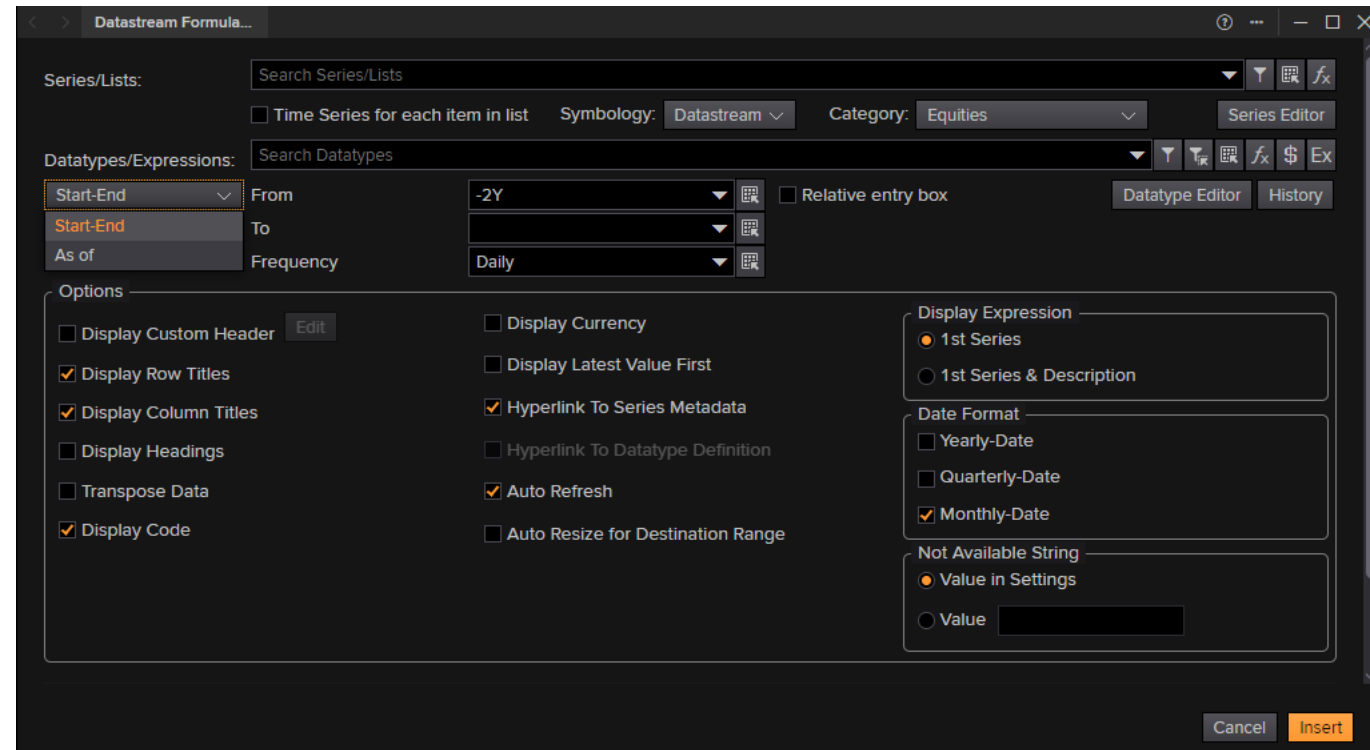 Datastream Formula...
Series/Lists:
Search Series/Lists
Time Series for each item in list Symbology: Datastream Category: Equities Series Editor
Datatypes/Expressions:
Search Datatypes
$ Ex
Start-End From -2Y Relative entry box Datatype Editor History
Start-End To
As of Frequency Daily
Options
Display Custom Header Edit
Display Row Titles
Display Column Titles
Display Headings
Transpose Data
Display Code
Display Currency
Display Latest Value First
Hyperlink To Series Metadata
Hyperlink To Datatype Definition
Auto Refresh
Auto Resize for Destination Range
Display Expression
1st Series
1st Series & Description
Date Format
Yearly-Date
Quarterly-Date
Monthly-Date
Not Available String
Value in Settings
Value
Cancel Insert